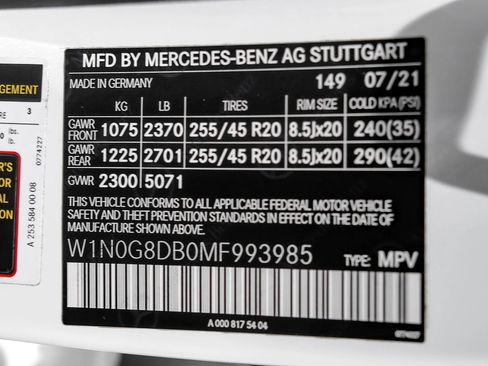 MFD BY MERCEDES-BENZ AG STUTTGART
MADE IN GERMANY 149 07/21
KG LB TIRES RIM SIZE COLD KPA(PSI)
GAWR FRONT 1075 2370 255/45 R20 8.5Jx20 240(35)
GAWR REAR 1225 2701 255/45 R20 8.5Jx20 290(42)
GVWR 2300 5071
THIS VEHICLE CONFORMS TO ALL APPLICABLE FEDERAL MOTOR VEHICLE
SAFETY AND THEFT PREVENTION STANDARDS IN EFFECT ON THE DATE OF
MANUFACTURE SHOWN ABOVE.
W1N0G8DB0MF993985 TYPE: MPV
A 000 817 54 04
GEMENT
3
lbs.
0774227
A 253 584 00 08